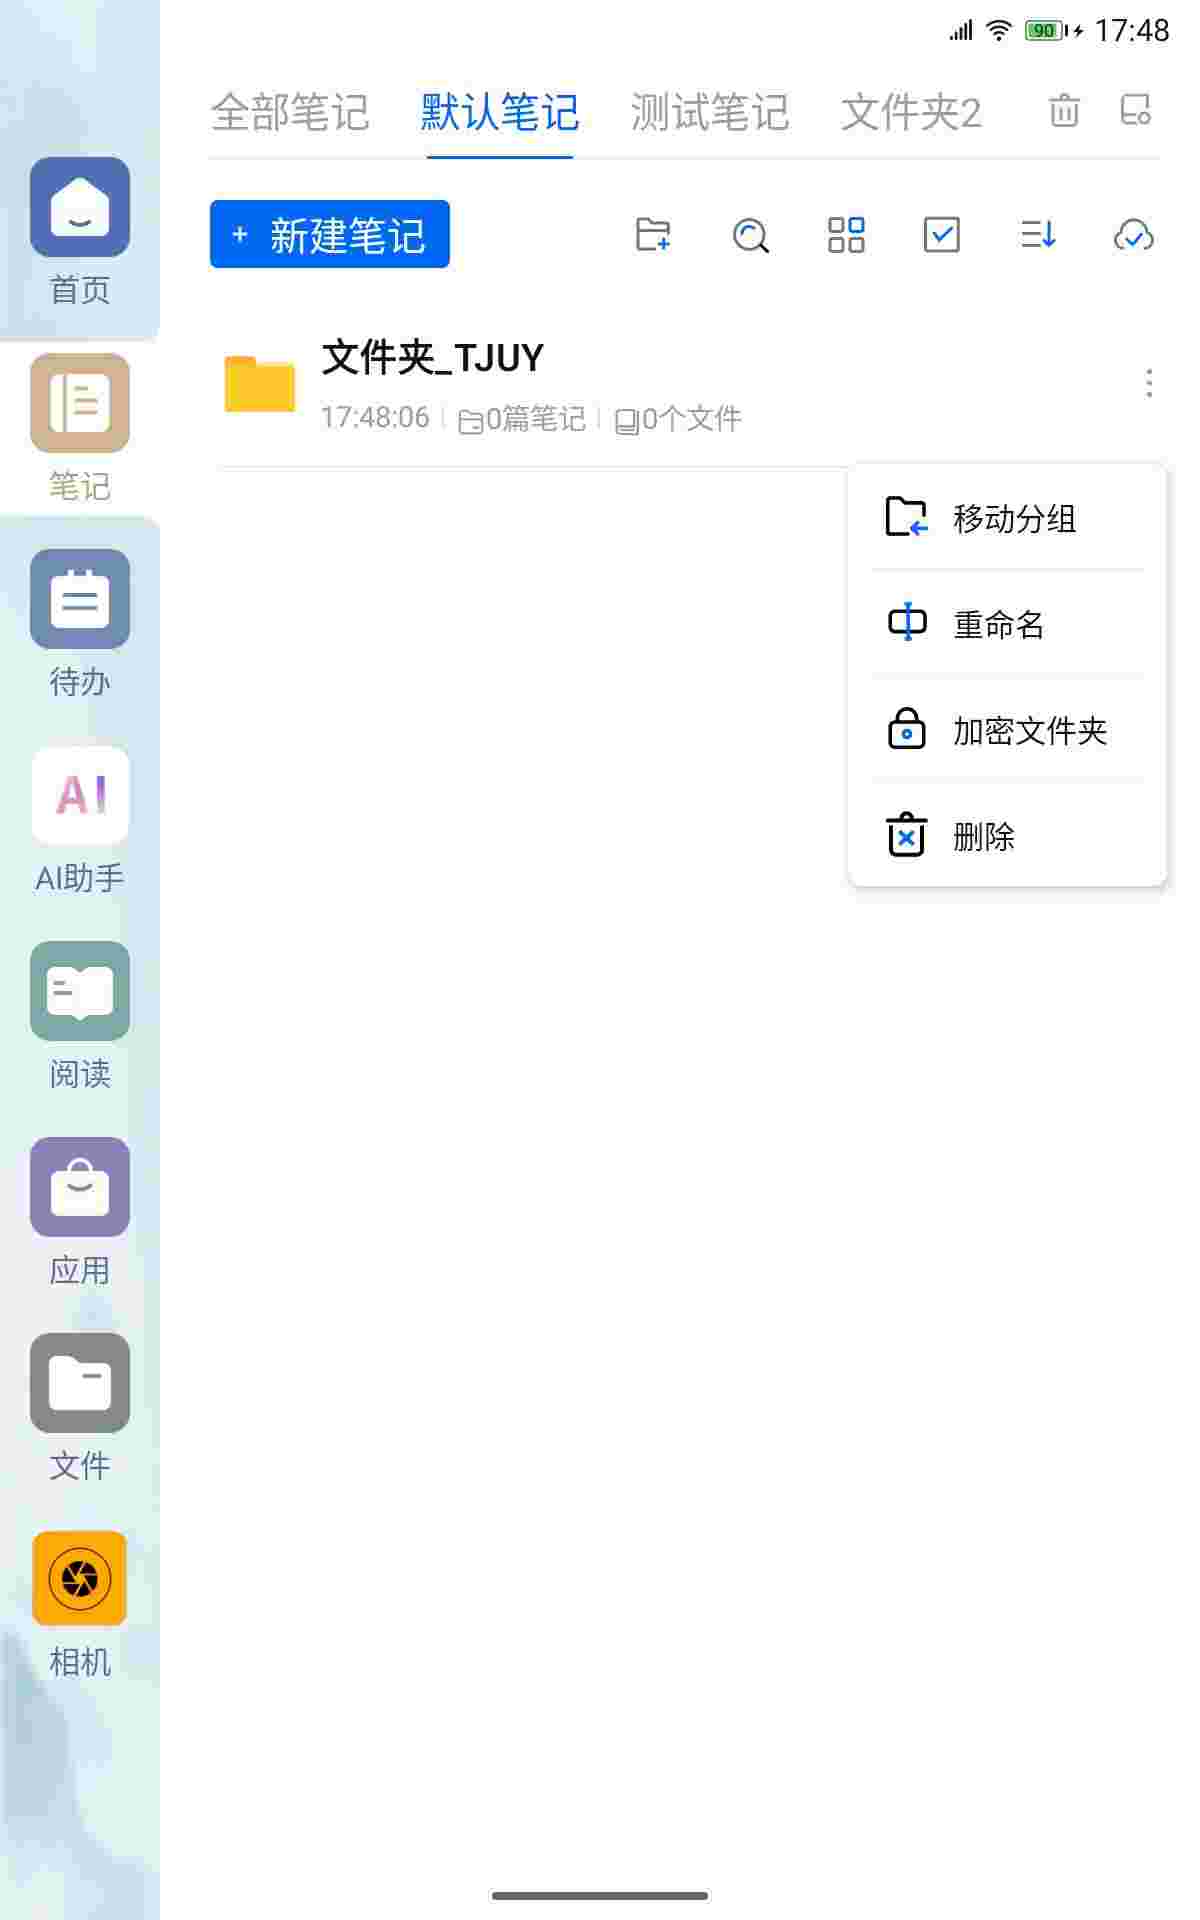 90 17:48
全部笔记 默认笔记 测试笔记 文件夹2
+ 新建笔记
文件夹_TJUY
17:48:06 0篇笔记 0个文件
移动分组
重命名
加密文件夹
删除
首页
笔记
待办
AI
AI助手
阅读
应用
文件
相机